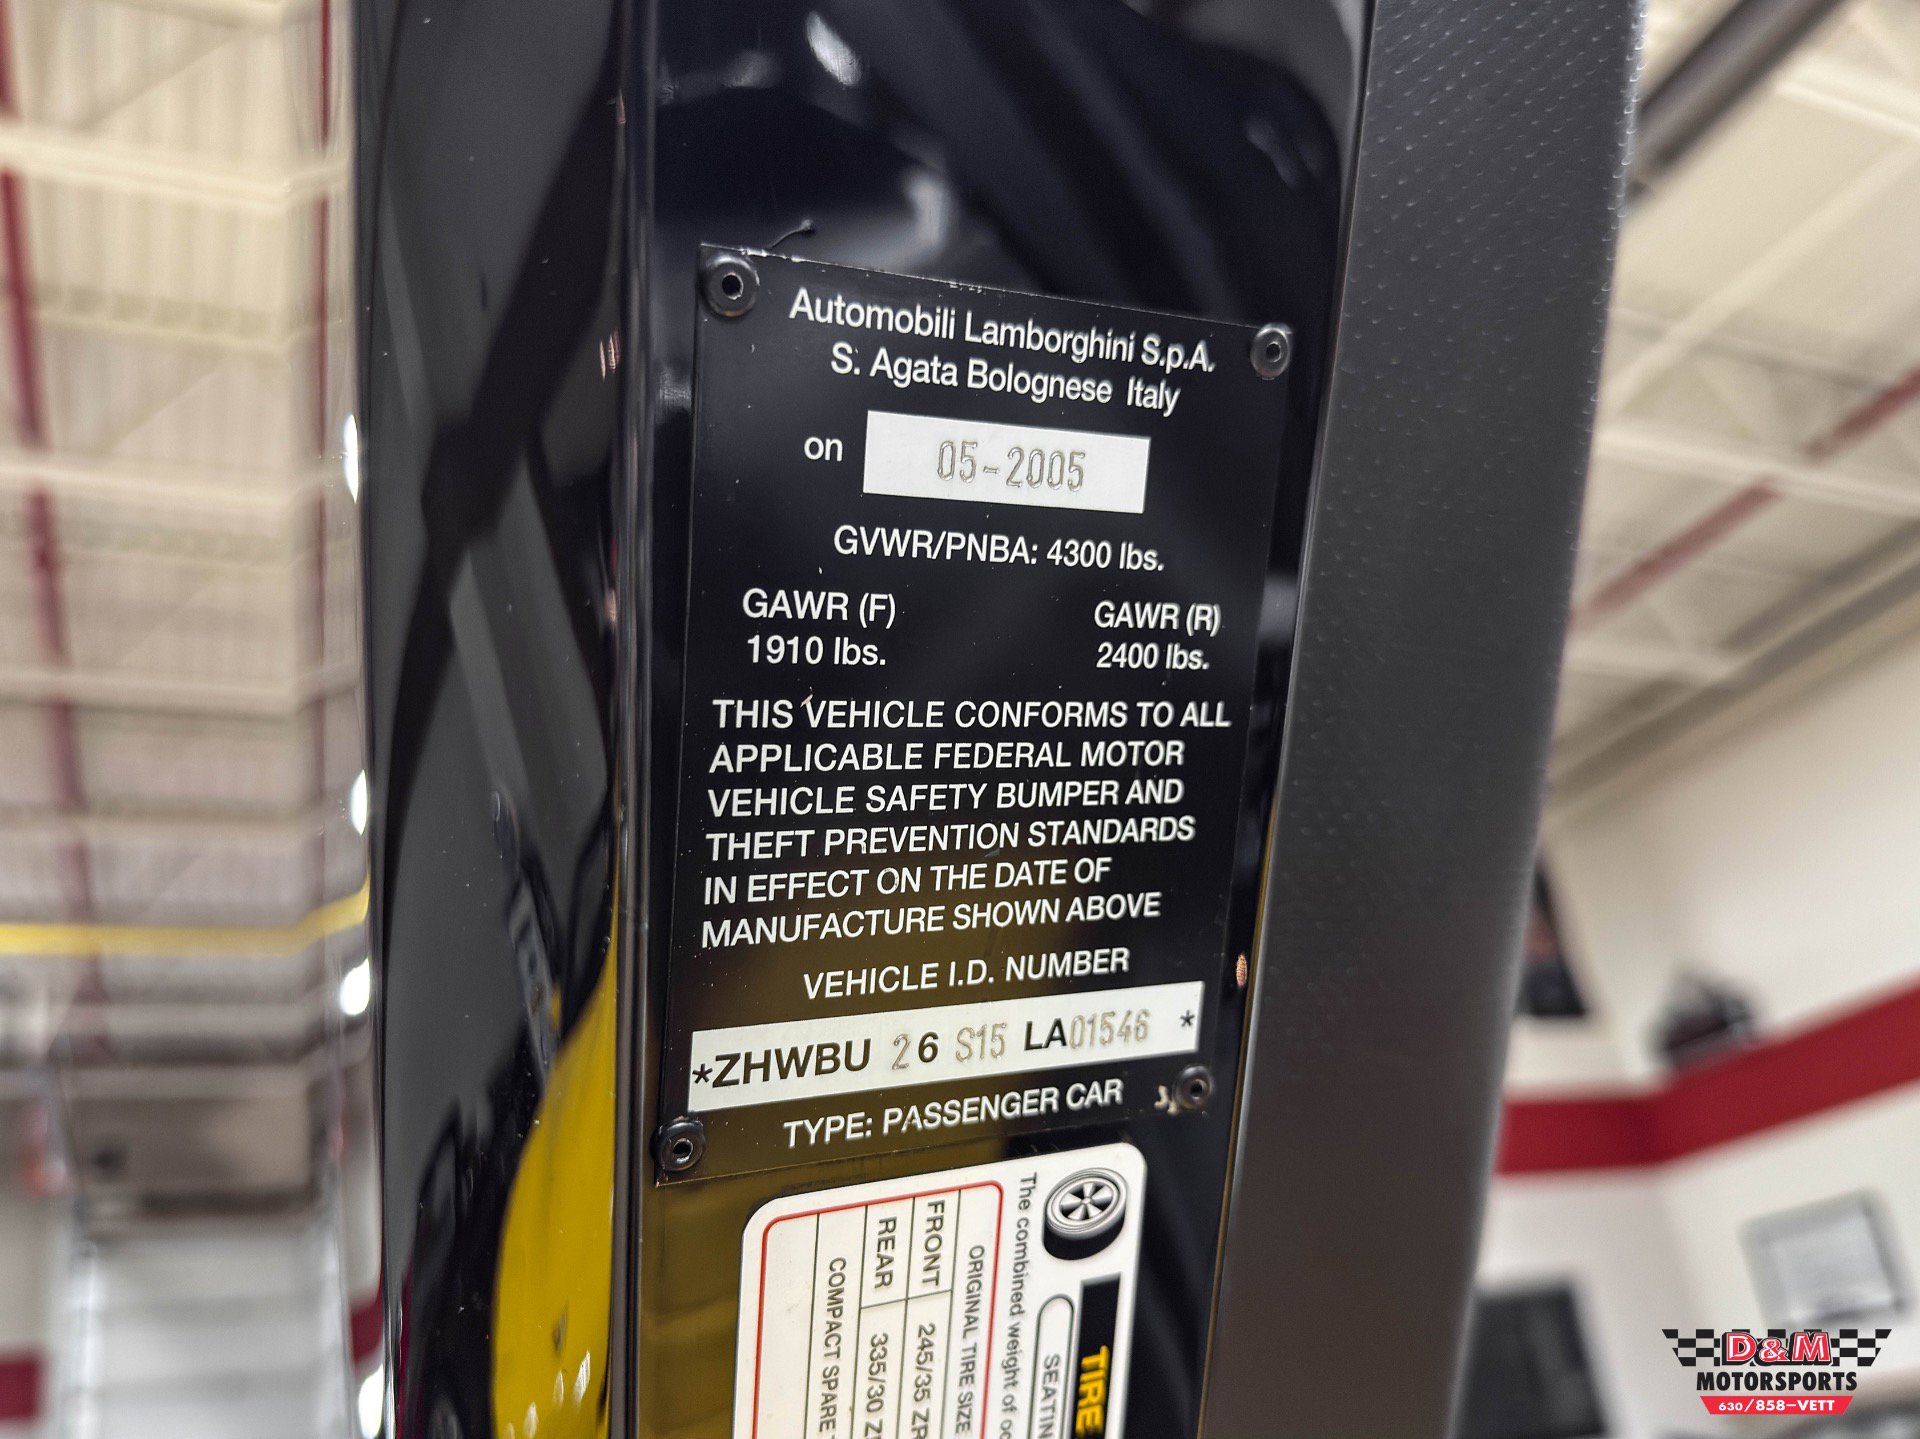 Automobili Lamborghini S.p.A.
S. Agata Bolognese Italy
on 05-2005
GVWR/PNBA: 4300 lbs.
GAWR (F) GAWR (R)
1910 lbs. 2400 lbs.
THIS VEHICLE CONFORMS TO ALL
APPLICABLE FEDERAL MOTOR
VEHICLE SAFETY BUMPER AND
THEFT PREVENTION STANDARDS
IN EFFECT ON THE DATE OF
MANUFACTURE SHOWN ABOVE
VEHICLE I.D. NUMBER
*ZHWBU 26 S15 LA01546 *
TYPE: PASSENGER CAR
TIRE
SEATIN
The combined weight of oc
ORIGINAL TIRE SIZE
FRONT 245/35 ZR
REAR 335/30 Z
COMPACT SPARE
D&M
MOTORSPORTS
630/858-VETT